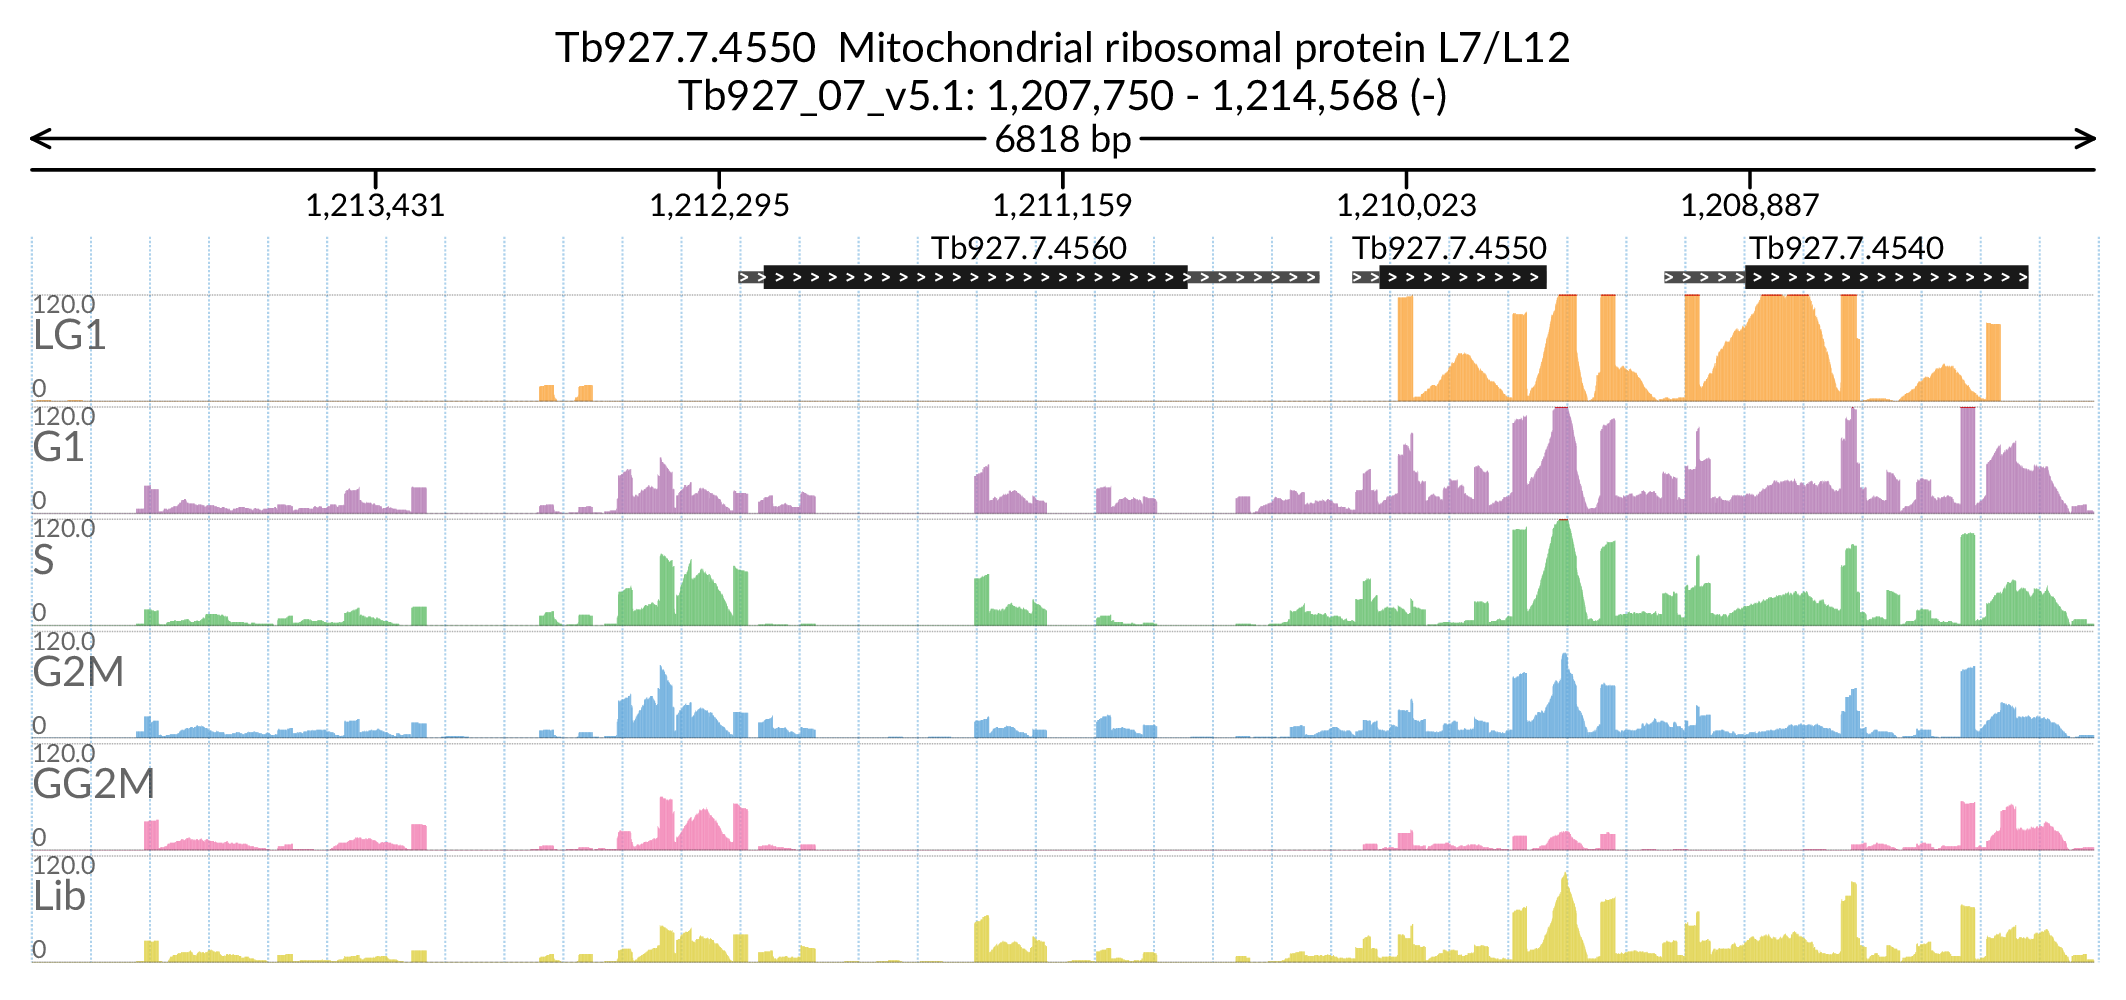 Tb927.7.4550 Mitochondrial ribosomal protein L7/L12
Tb927_07_v5.1: 1,207,750 - 1,214,568 (-)
6818 bp
1,213,431 1,212,295 1,211,159 1,210,023 1,208,887
Tb927.7.4560 Tb927.7.4550 Tb927.7.4540
120.0
LG1
0
120.0
G1
0
120.0
S
0
120.0
G2M
0
120.0
GG2M
0
120.0
Lib
0